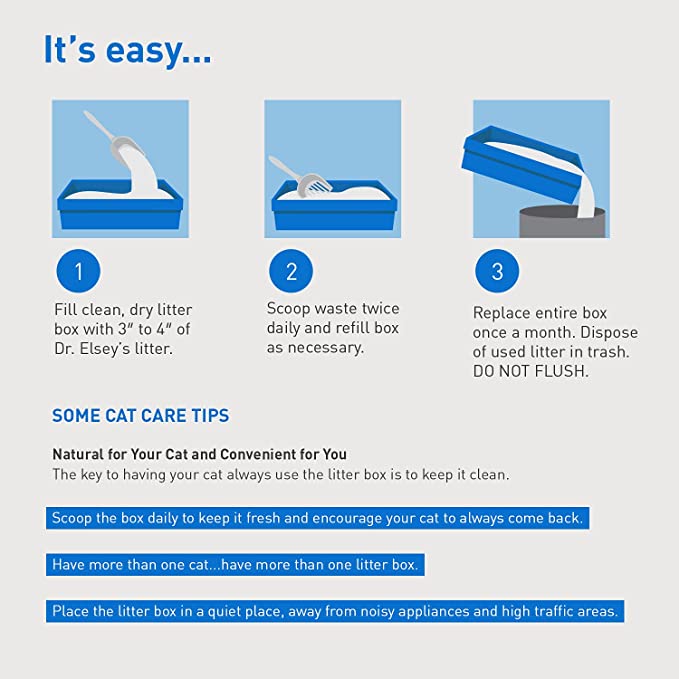 It's easy...
1
Fill clean, dry litter
box with 3" to 4" of
Dr. Elsey's litter.
2
Scoop waste twice
daily and refill box
as necessary.
3
Replace entire box
once a month. Dispose
of used litter in trash.
DO NOT FLUSH.
SOME CAT CARE TIPS
Natural for Your Cat and Convenient for You
The key to having your cat always use the litter box is to keep it clean.
Scoop the box daily to keep it fresh and encourage your cat to always come back.
Have more than one cat...have more than one litter box.
Place the litter box in a quiet place, away from noisy appliances and high traffic areas.